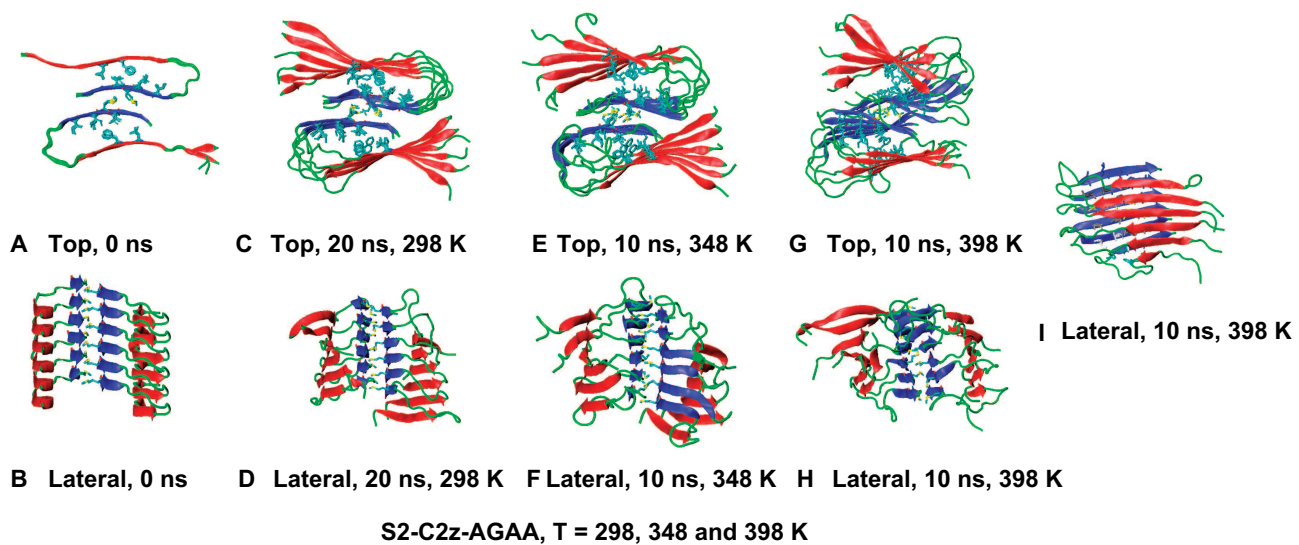 A Top, 0 ns
C Top, 20 ns, 298 K
E Top, 10 ns, 348 K
G Top, 10 ns, 398 K
I Lateral, 10 ns, 398 K
B Lateral, 0 ns
D Lateral, 20 ns, 298 K
F Lateral, 10 ns, 348 K
H Lateral, 10 ns, 398 K
S2-C2z-AGAA, T = 298, 348 and 398 K